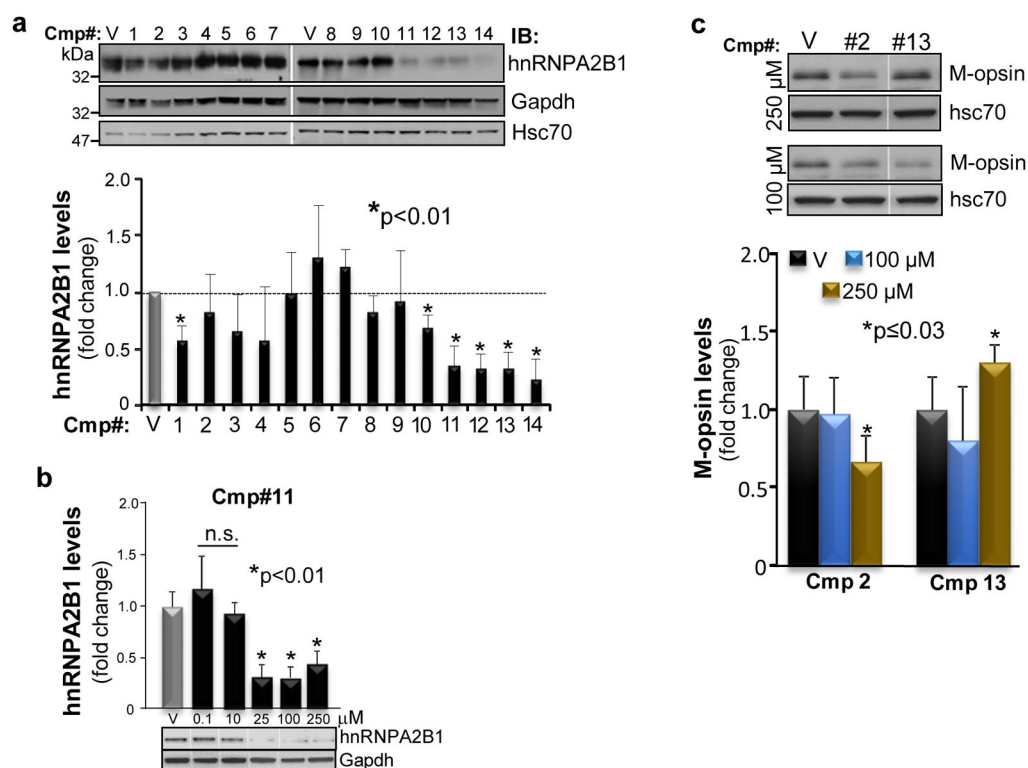 a
Cmp#: V 1 2 3 4 5 6 7 V 8 9 10 11 12 13 14 IB:
kDa
hnRNPA2B1
32
Gapdh
32
Hsc70
47
2.0
1.5
1.0
0.5
0
hnRNPA2B1 levels
(fold change)
*p<0.01
*
*
*
*
*
*
V 1 2 3 4 5 6 7 8 9 10 11 12 13 14
Cmp#:
b
Cmp#11
2.0
1.5
1.0
0.5
0
hnRNPA2B1 levels
(fold change)
n.s.
*p<0.01
* * *
V 0.1 10 25 100 250 μM
hnRNPA2B1
Gapdh
c
Cmp#: V #2 #13
250 μM
M-opsin
hsc70
100 μM
M-opsin
hsc70
2.0
1.5
1.0
0.5
0
M-opsin levels
(fold change)
V 100 μM
250 μM
*p≤0.03
*
*
Cmp 2 Cmp 13